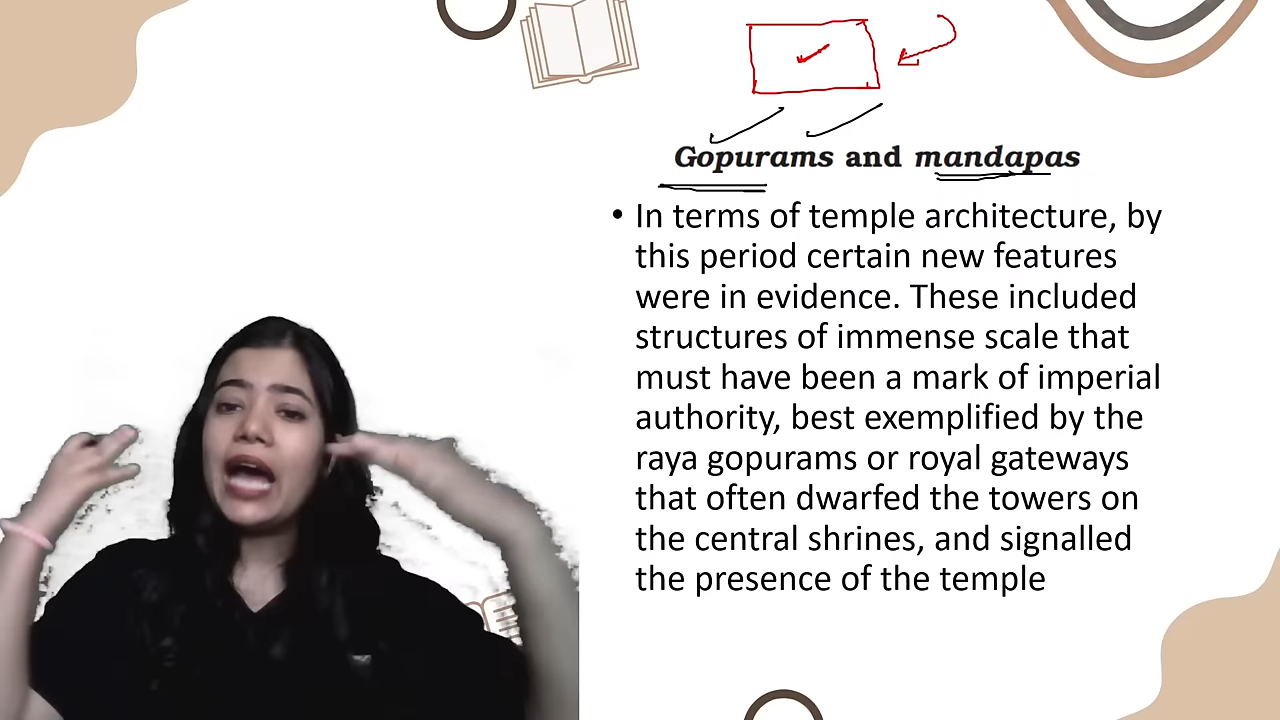 Gopurams and mandapas
• In terms of temple architecture, by
this period certain new features
were in evidence. These included
structures of immense scale that
must have been a mark of imperial
authority, best exemplified by the
raya gopurams or royal gateways
that often dwarfed the towers on
the central shrines, and signalled
the presence of the temple